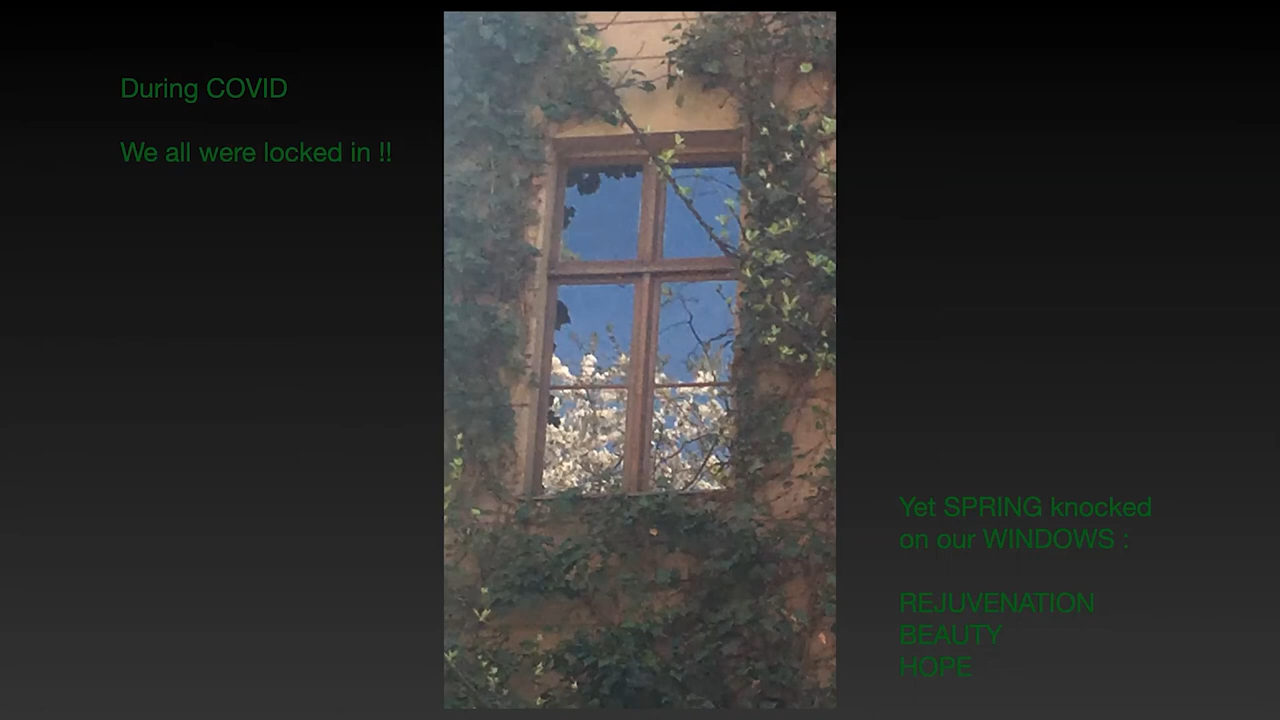 During COVID
We all were locked in !!
Yet SPRING knocked
on our WINDOWS :
REJUVENATION
BEAUTY
HOPE